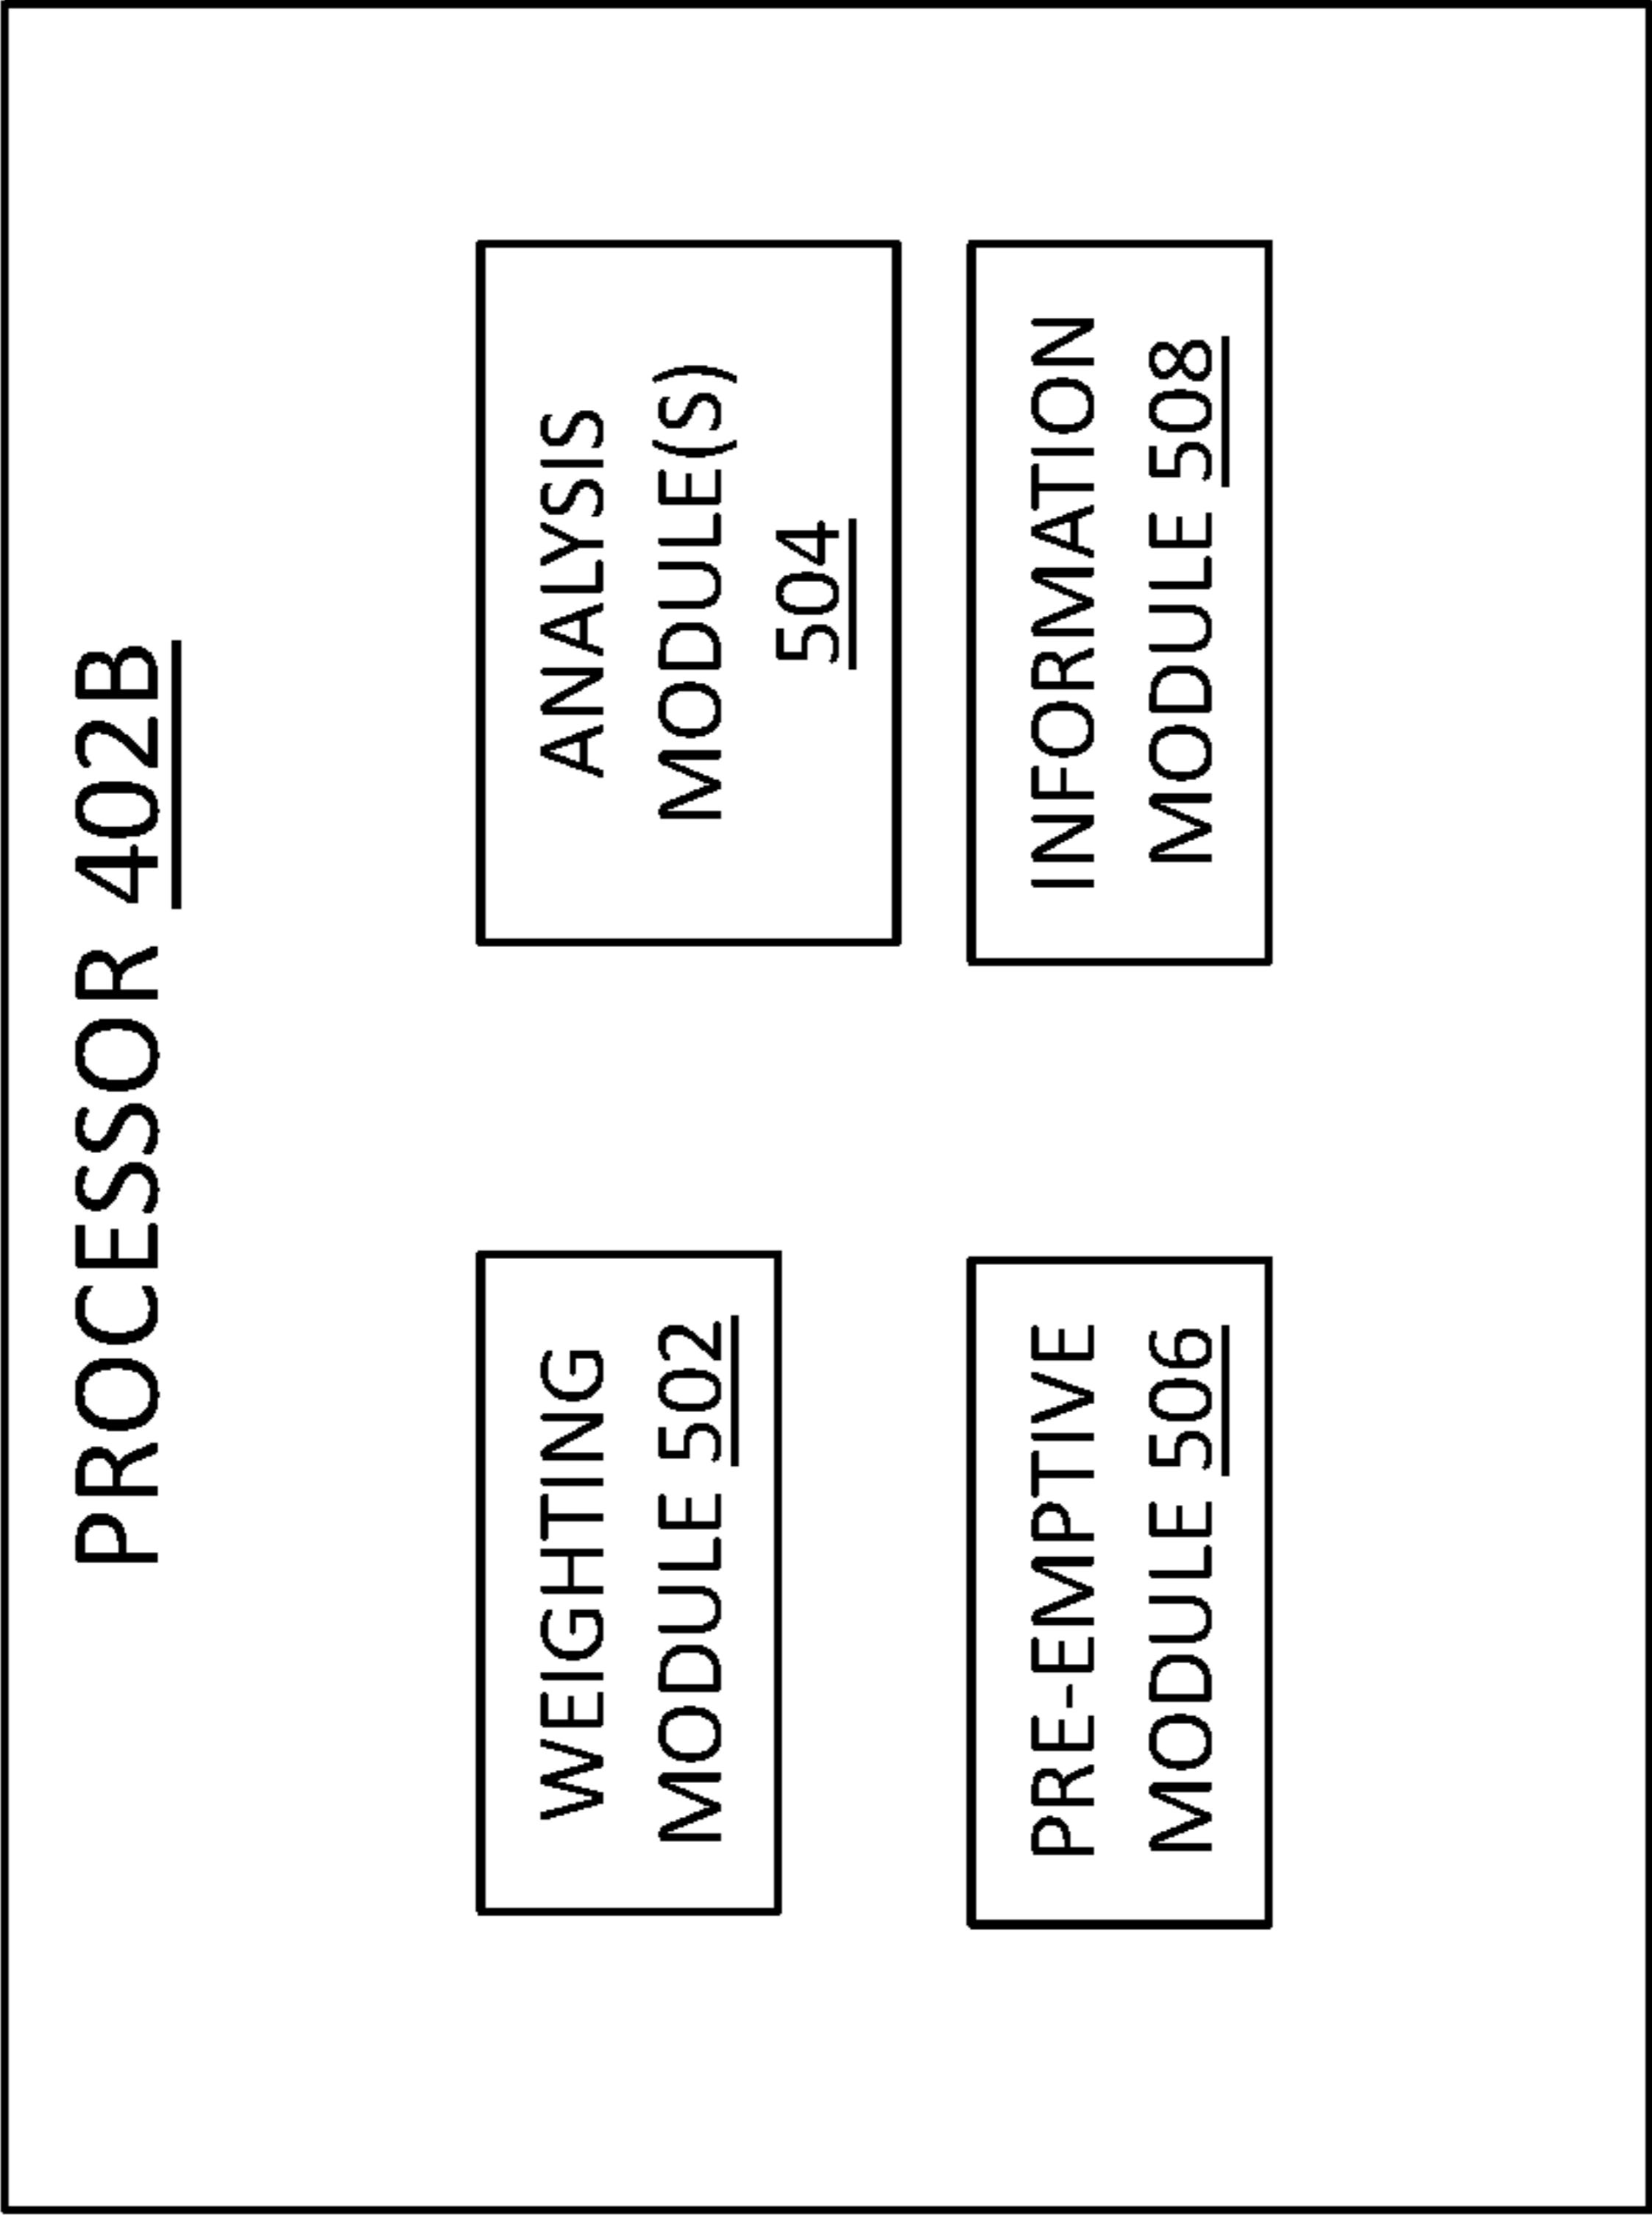 PROCESSOR 402B
WEIGHTING
MODULE 502
ANALYSIS
MODULE(S)
504
PRE-EMPTIVE
MODULE 506
INFORMATION
MODULE 508